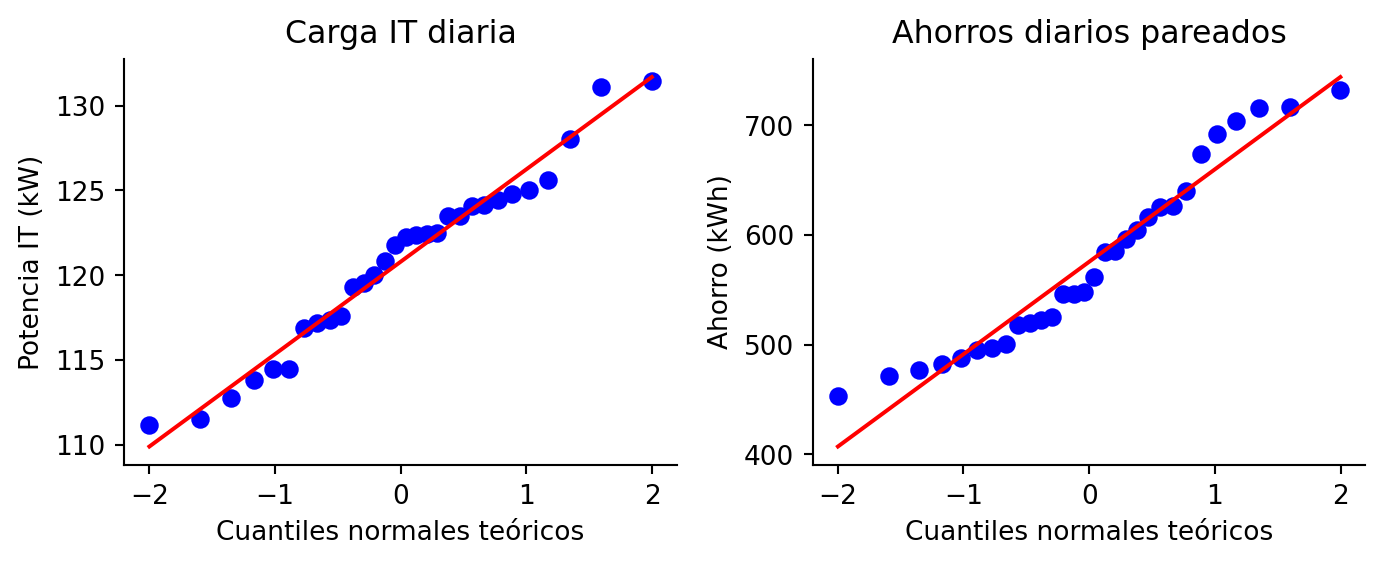 Carga IT diaria
Potencia IT (kW)
130
125
120
115
110
−2 −1 0 1 2
Cuantiles normales teóricos
Ahorros diarios pareados
Ahorro (kWh)
700
600
500
400
−2 −1 0 1 2
Cuantiles normales teóricos